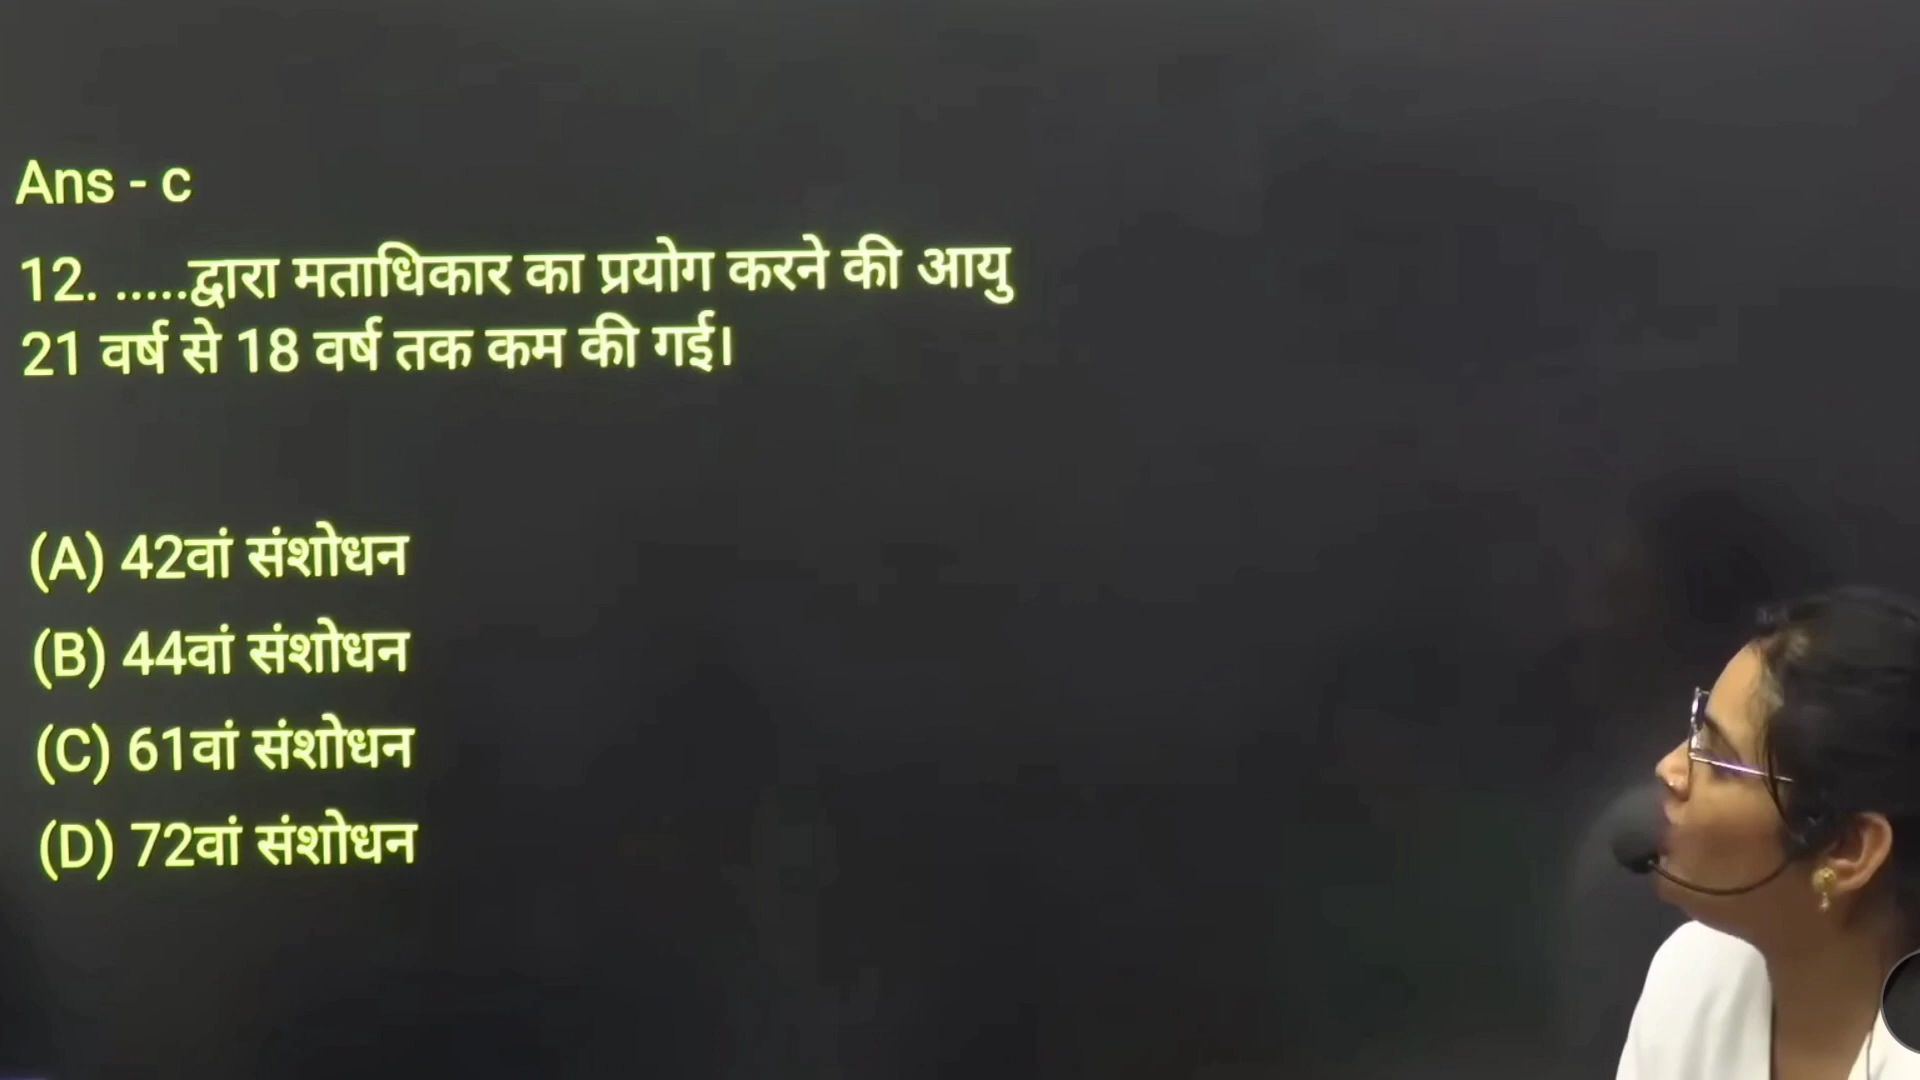 Ans - c
12. .....द्वारा मताधिकार का प्रयोग करने की आयु
21 वर्ष से 18 वर्ष तक कम की गई।
(A) 42वां संशोधन
(B) 44वां संशोधन
(C) 61वां संशोधन
(D) 72वां संशोधन